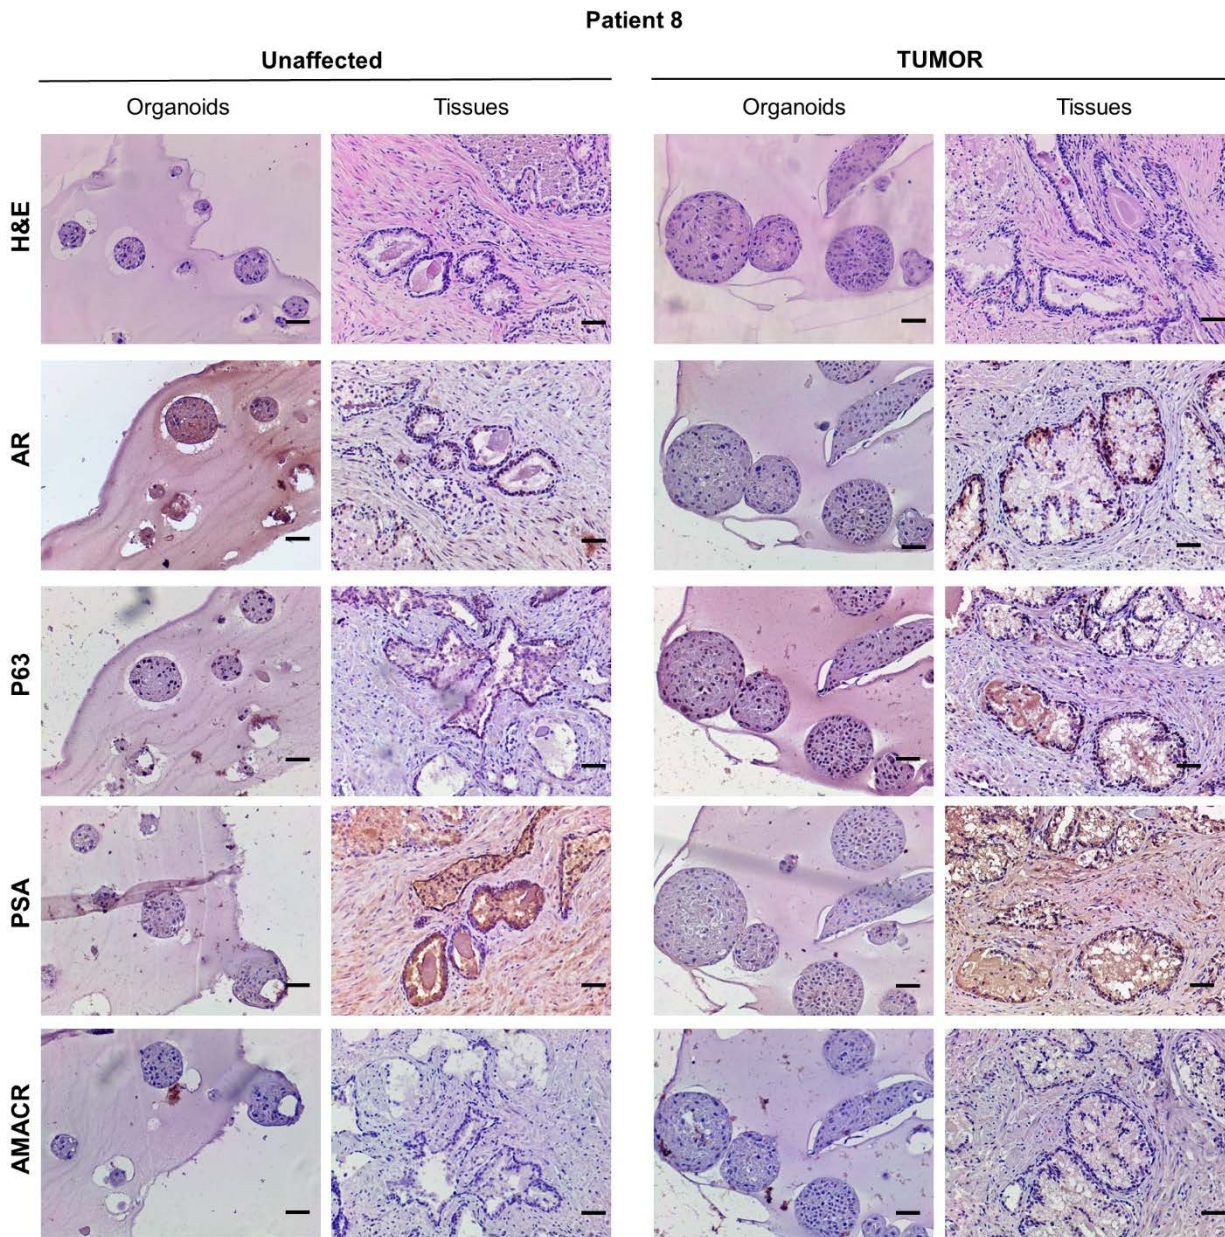 Patient 8
Unaffected
TUMOR
Organoids
Tissues
Organoids
Tissues
H&E
AR
P63
PSA
AMACR